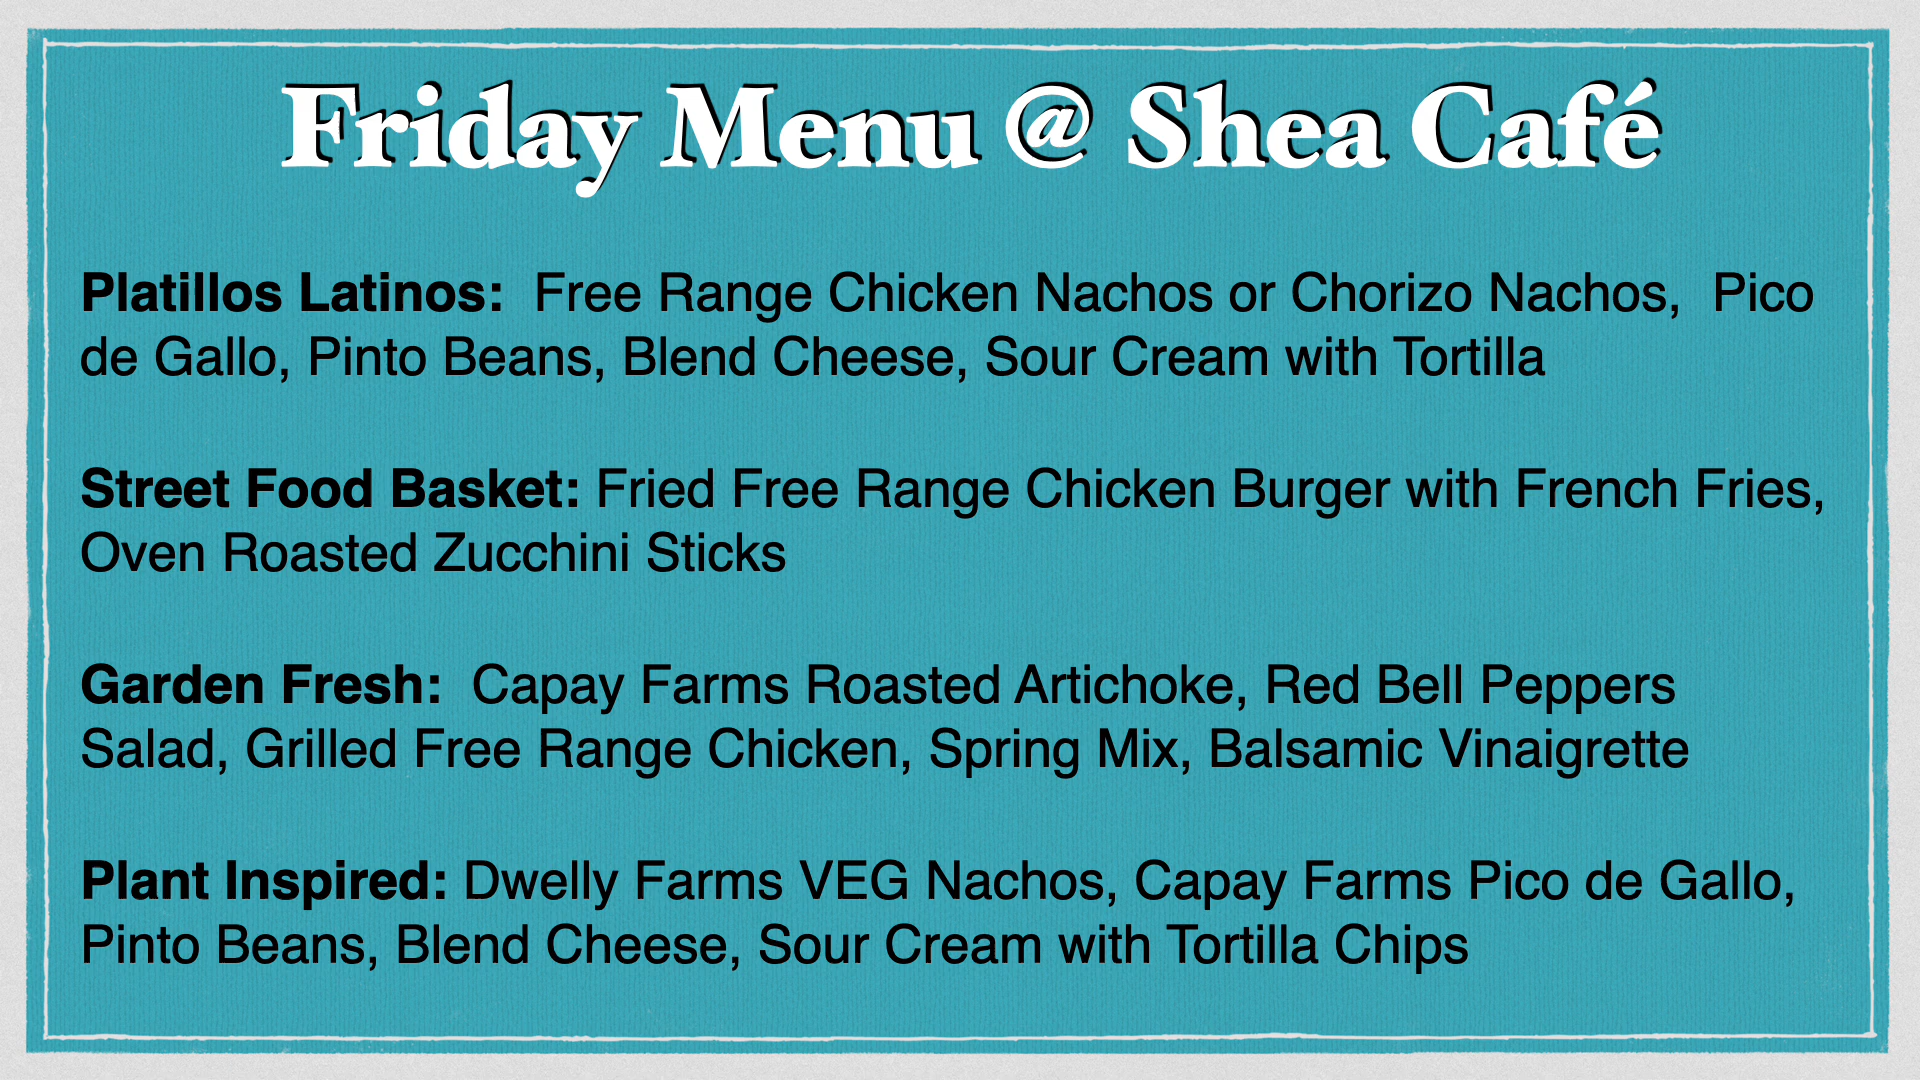 Friday Menu @ Shea Café
Platillos Latinos:  Free Range Chicken Nachos or Chorizo Nachos,  Pico
de Gallo, Pinto Beans, Blend Cheese, Sour Cream with Tortilla
Street Food Basket: Fried Free Range Chicken Burger with French Fries,
Oven Roasted Zucchini Sticks
Garden Fresh:  Capay Farms Roasted Artichoke, Red Bell Peppers
Salad, Grilled Free Range Chicken, Spring Mix, Balsamic Vinaigrette
Plant Inspired: Dwelly Farms VEG Nachos, Capay Farms Pico de Gallo,
Pinto Beans, Blend Cheese, Sour Cream with Tortilla Chips